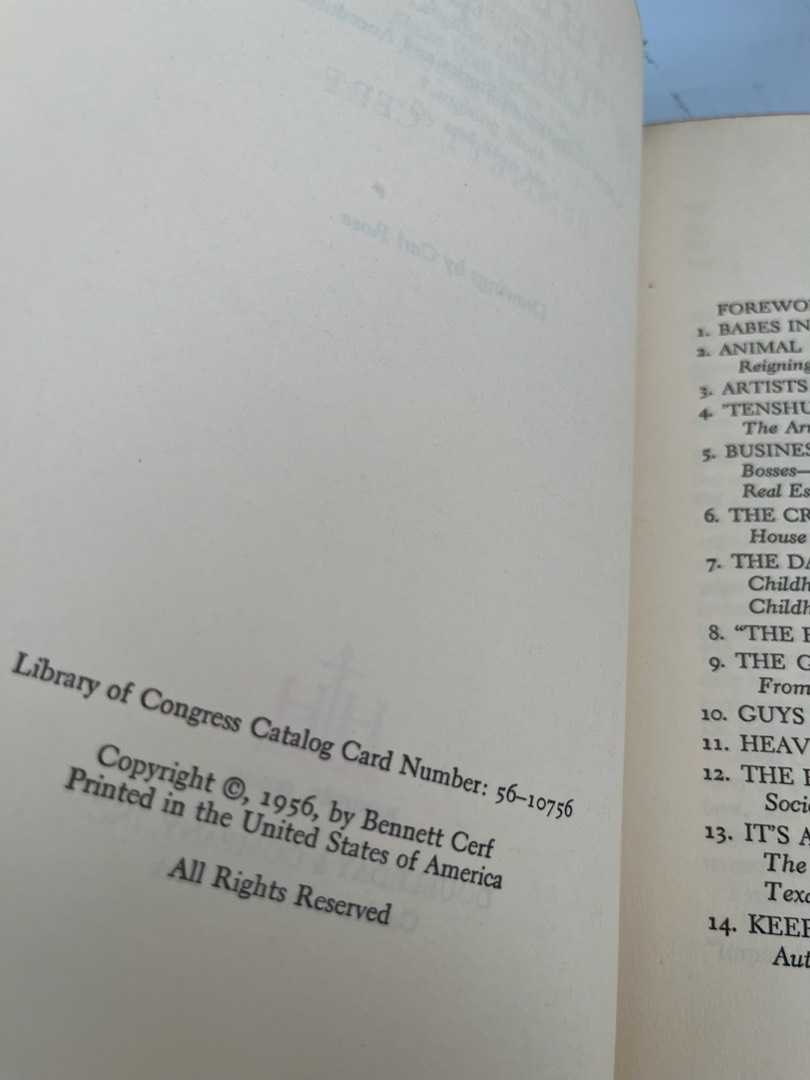 Library of Congress Catalog Card Number: 56–10756
Copyright ©, 1956, by Bennett Cerf
Printed in the United States of America
All Rights Reserved
FOREWO
1. BABES IN
2. ANIMAL
Reigning
3. ARTISTS
4. 'TENSHU
The Ar
5. BUSINES
Bosses—
Real Es
6. THE CR
House
7. THE DA
Childh
Childh
8. “THE
9. THE G
From
10. GUYS
11. HEAV
12. THE
Soci
13. IT'S A
The
Texa
14. KEEP
Aut